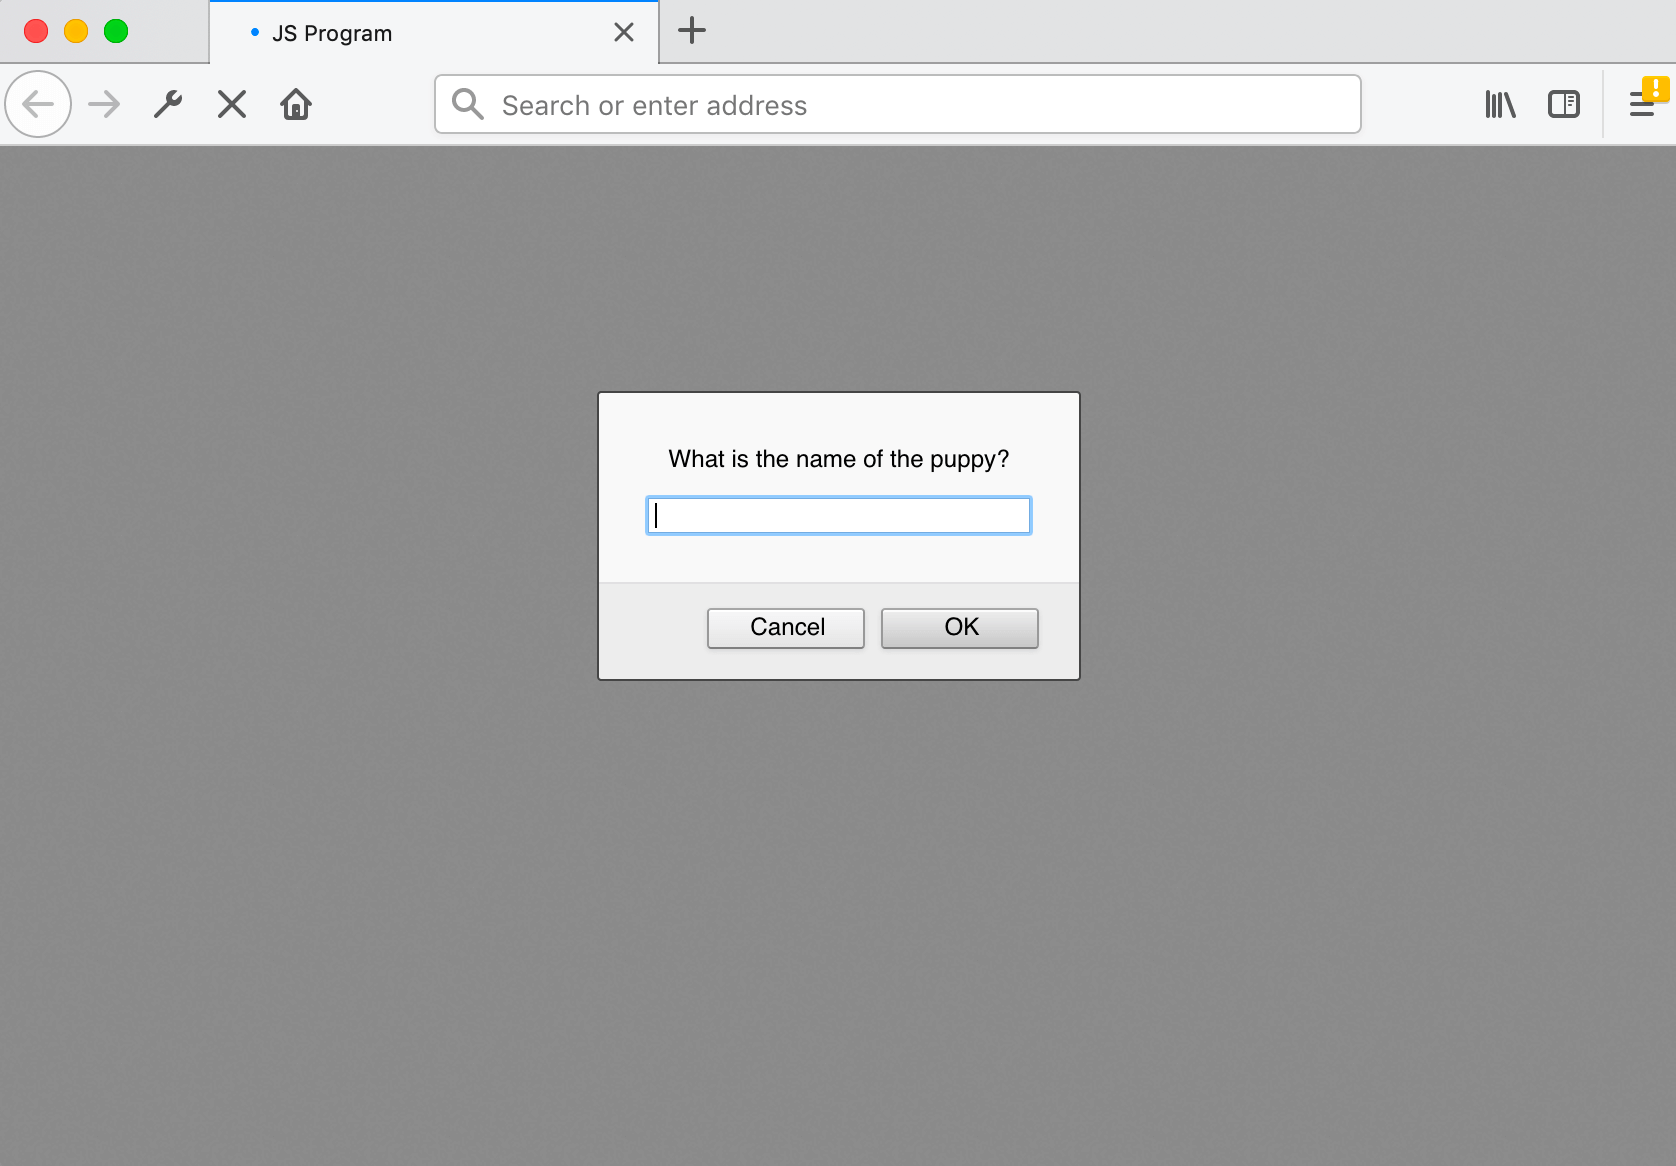 JS Program
Search or enter address
What is the name of the puppy?
Cancel
OK